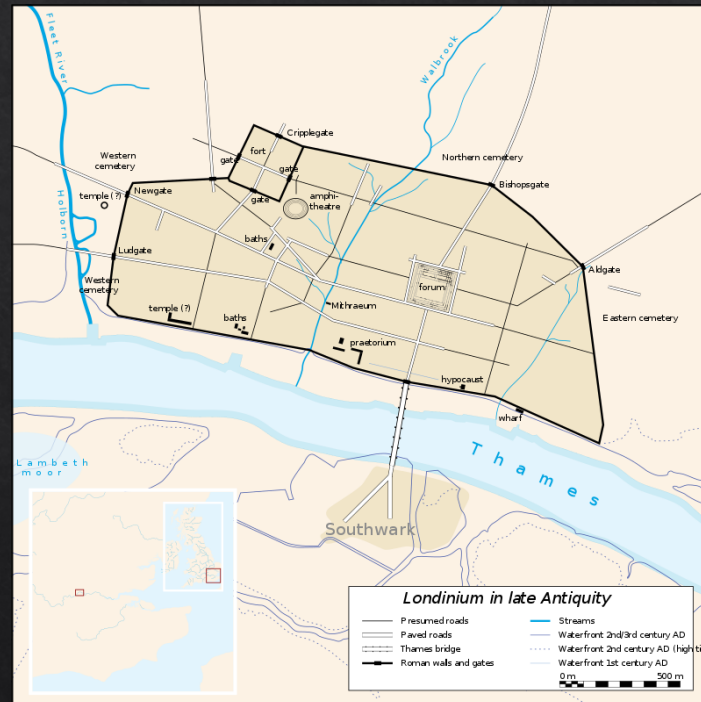 Fleet River
Walbrook
Cripplegate
fort
gate
Western
cemetery
Northern cemetery
gate
Bishopsgate
Newgate
temple (?)
gate
amphi-
theatre
Holborn
baths
Ludgate
Aldgate
Western
cemetery
forum
temple (?)
Mithraeum
baths
Eastern cemetery
praetorium
hypocaust
wharf
Thames
Lambeth
moor
Southwark
Londinium in late Antiquity
Presumed roads
Paved roads
Thames bridge
Roman walls and gates
Streams
Waterfront 2nd/3rd century AD
Waterfront 2nd century AD (high ti
Waterfront 1st century AD
0 m 500 m